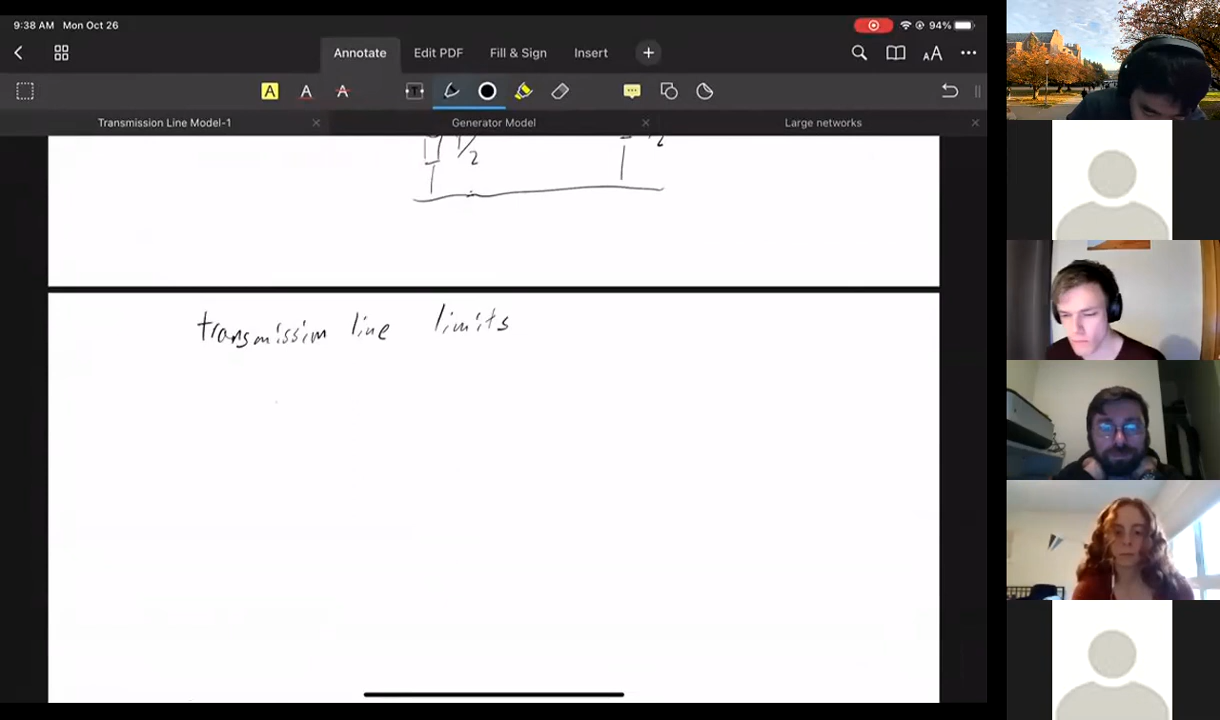 9:38 AM Mon Oct 26
94%
Annotate Edit PDF Fill & Sign Insert
A A A T
Transmission Line Model-1 Generator Model Large networks
Y/2
transmission line limits